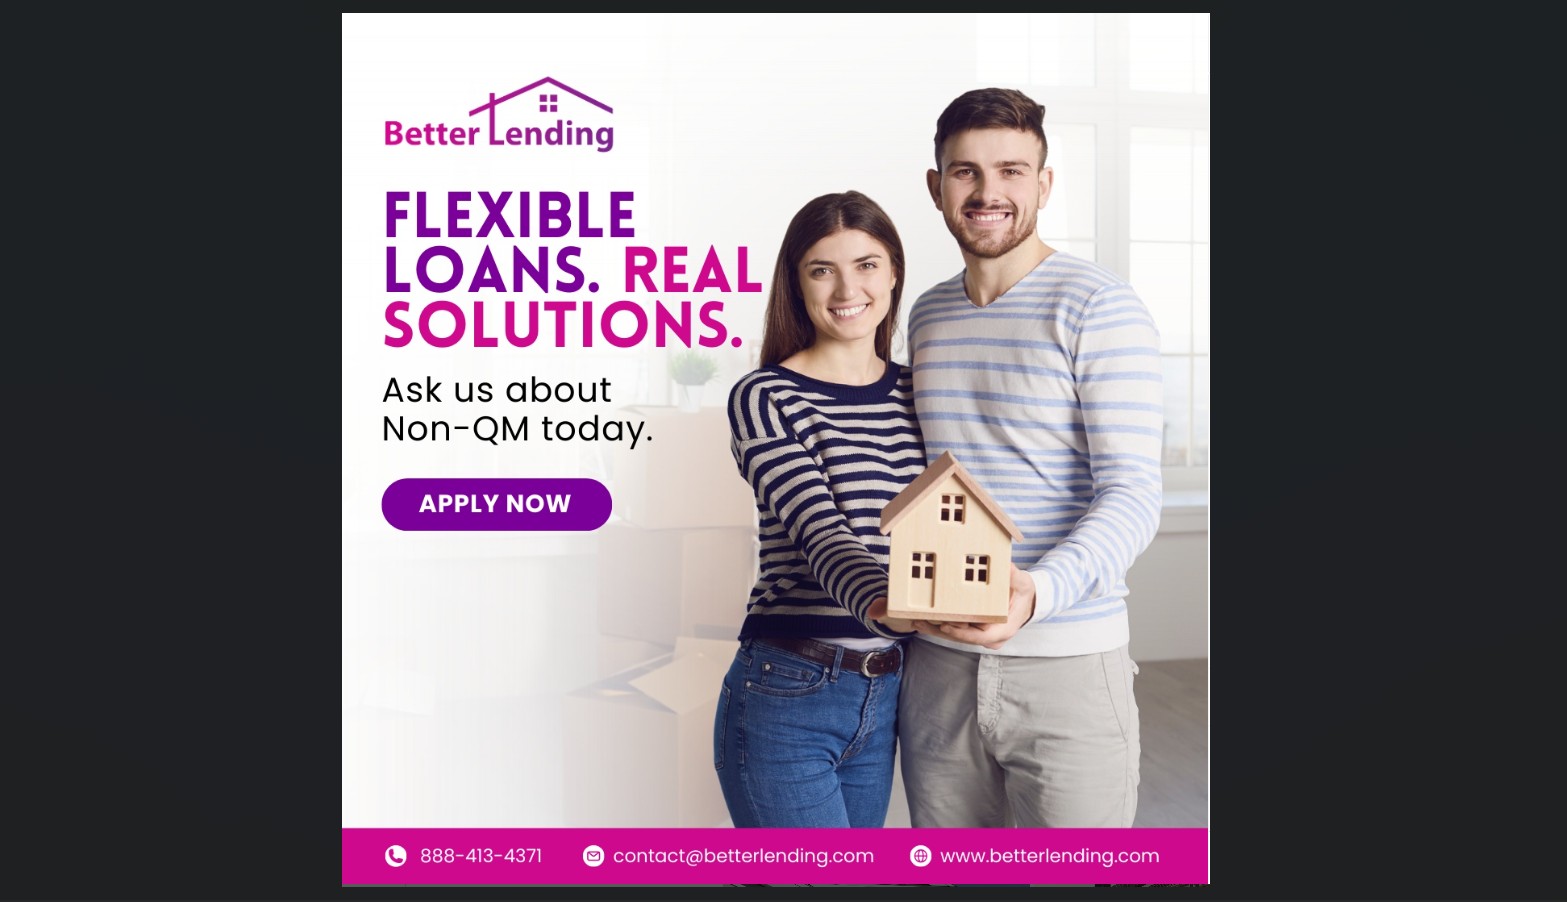 Better Lending
FLEXIBLE
LOANS. REAL
SOLUTIONS.
Ask us about
Non-QM today.
APPLY NOW
888-413-4371 contact@betterlending.com www.betterlending.com